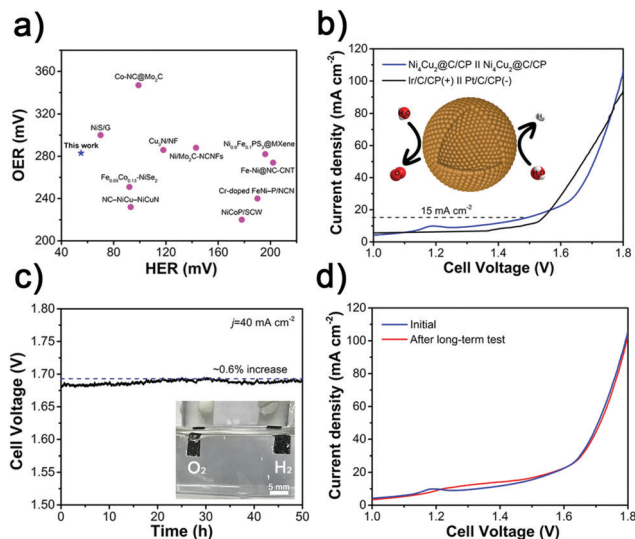 a)
OER (mV)
HER (mV)
360
320
280
240
200
40
80
120
160
200
Co-NC@Mo₂C
NiS/G
This work
Cu₃N/NF
Ni/Mo₂C-NCNFs
Ni₀.₉Fe₀.₁PS₃@MXene
Fe-Ni@NC-CNT
Fe₀.₀₉Co₀.₁₃-NiSe₂
NC–NiCu–NiCuN
Cr-doped FeNi–P/NCN
NiCoP/SCW
b)
Current density (mA cm⁻²)
Cell Voltage (V)
120
100
80
60
40
20
0
1.0
1.2
1.4
1.6
1.8
Ni₄Cu₂@C/CP II Ni₄Cu₂@C/CP
Ir/C/CP(+) II Pt/C/CP(-)
15 mA cm⁻²
c)
Cell Voltage (V)
Time (h)
1.80
1.75
1.70
1.65
1.60
1.55
1.50
0
10
20
30
40
50
j=40 mA cm⁻²
~0.6% increase
O₂
H₂
5 mm
d)
Current density (mA cm⁻²)
Cell Voltage (V)
120
100
80
60
40
20
0
1.0
1.2
1.4
1.6
1.8
Initial
After long-term test